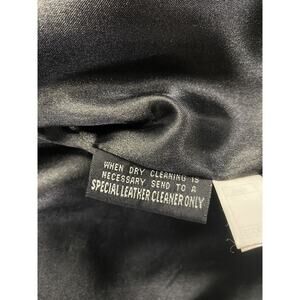 WHEN DRY CLEANING IS
NECESSARY SEND TO A
SPECIAL LEATHER CLEANER ONLY